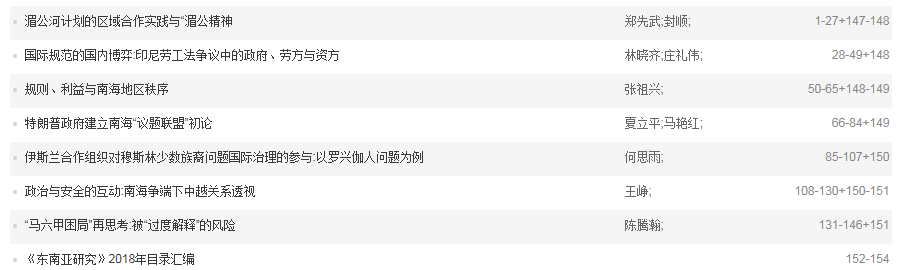 湄公河计划的区域合作实践与“湄公精神 郑先武;封顺; 1-27+147-148
国际规范的国内博弈:印尼劳工法争议中的政府、劳方与资方 林晓齐;庄礼伟; 28-49+148
规则、利益与南海地区秩序 张祖兴; 50-65+148-149
特朗普政府建立南海“议题联盟”初论 夏立平;马艳红; 66-84+149
伊斯兰合作组织对穆斯林少数族裔问题国际治理的参与:以罗兴伽人问题为例 何思雨; 85-107+150
政治与安全的互动:南海争端下中越关系透视 王峥; 108-130+150-151
“马六甲困局”再思考:被“过度解释”的风险 陈腾瀚; 131-146+151
《东南亚研究》2018年目录汇编 152-154